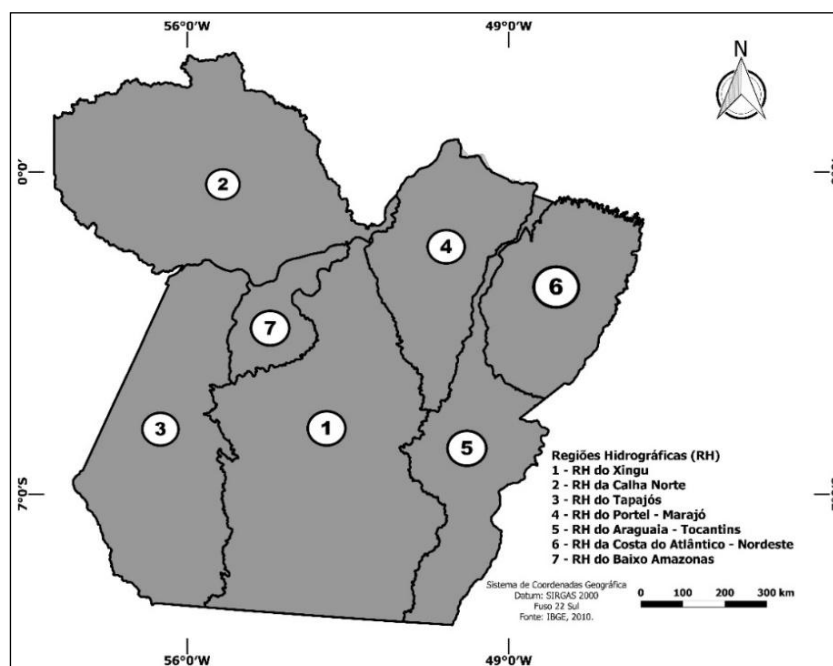 56°0'W 49°0'W
N
0°0'
2
4
6
7
3
1
5
Regiões Hidrográficas (RH)
1 - RH do Xingu
2 - RH da Calha Norte
3 - RH do Tapajós
4 - RH do Portel - Marajó
5 - RH do Araguaia - Tocantins
6 - RH da Costa do Atlântico - Nordeste
7 - RH do Baixo Amazonas
7°0'S
Sistema de Coordenadas Geográfica
Datum: SIRGAS 2000
Fuso 22 Sul
Fonte: IBGE, 2010.
0 100 200 300 km
56°0'W 49°0'W